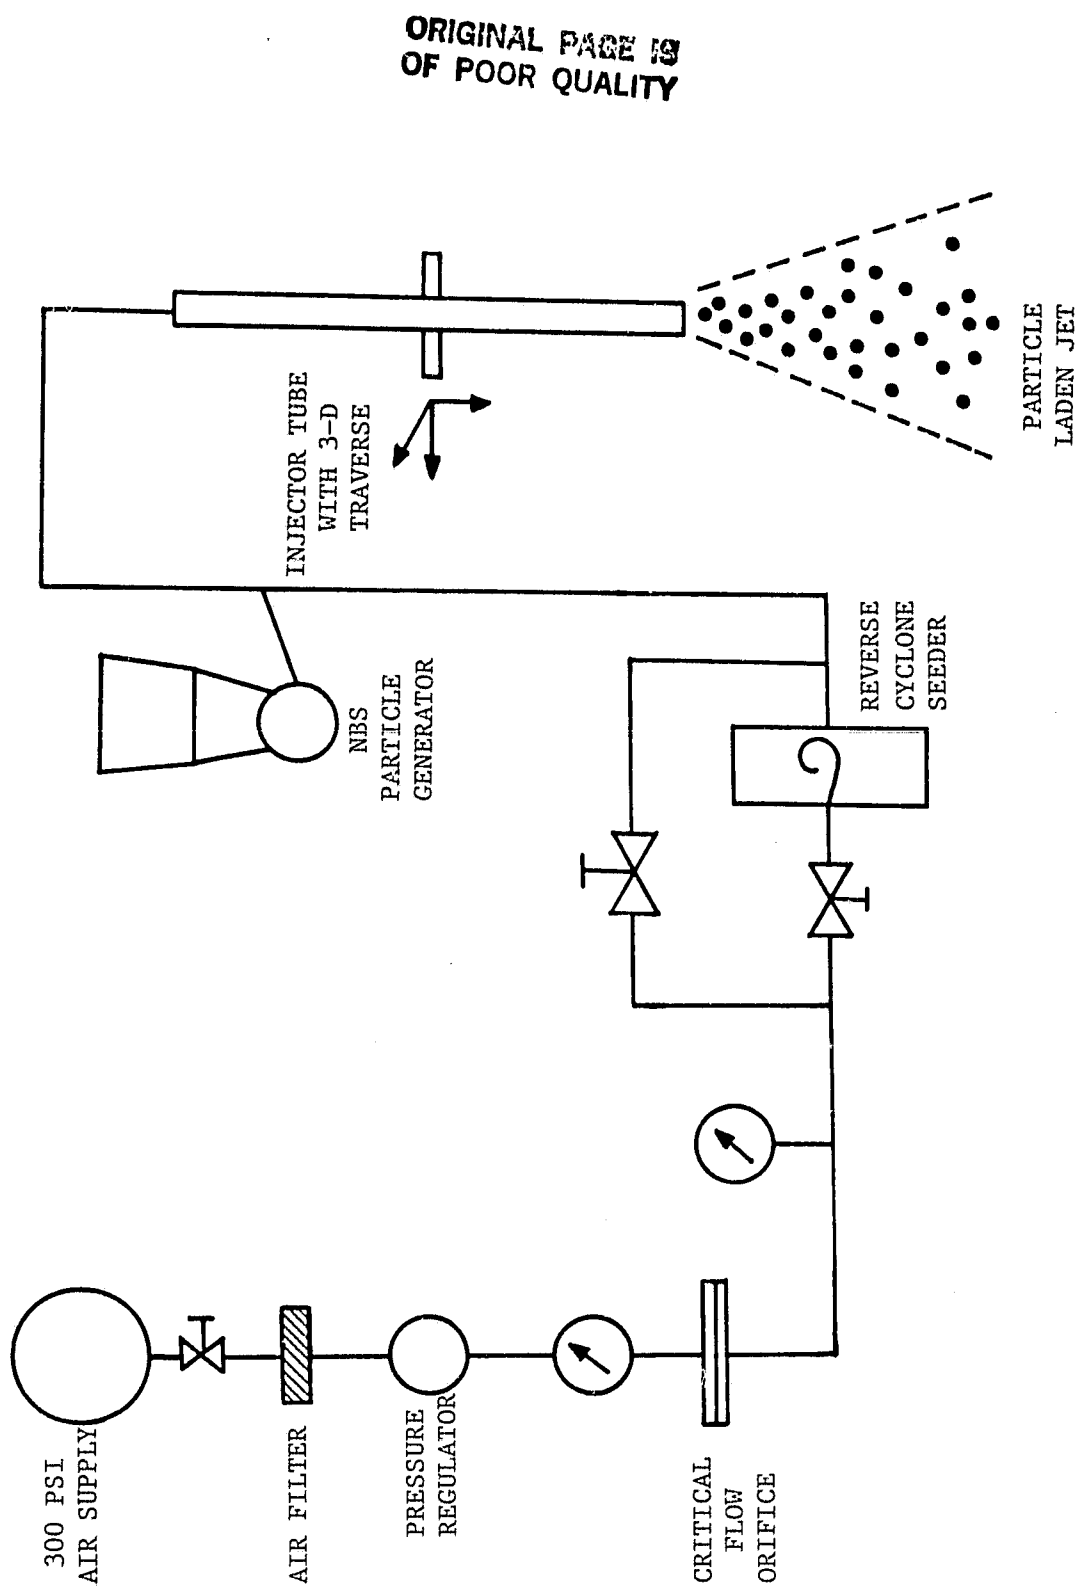 ORIGINAL PAGE IS
OF POOR QUALITY
300 PSI
AIR SUPPLY
AIR FILTER
PRESSURE
REGULATOR
CRITICAL
FLOW
ORIFICE
NBS
PARTICLE
GENERATOR
REVERSE
CYCLONE
SEEDER
INJECTOR TUBE
WITH 3-D
TRAVERSE
PARTICLE
LADEN JET